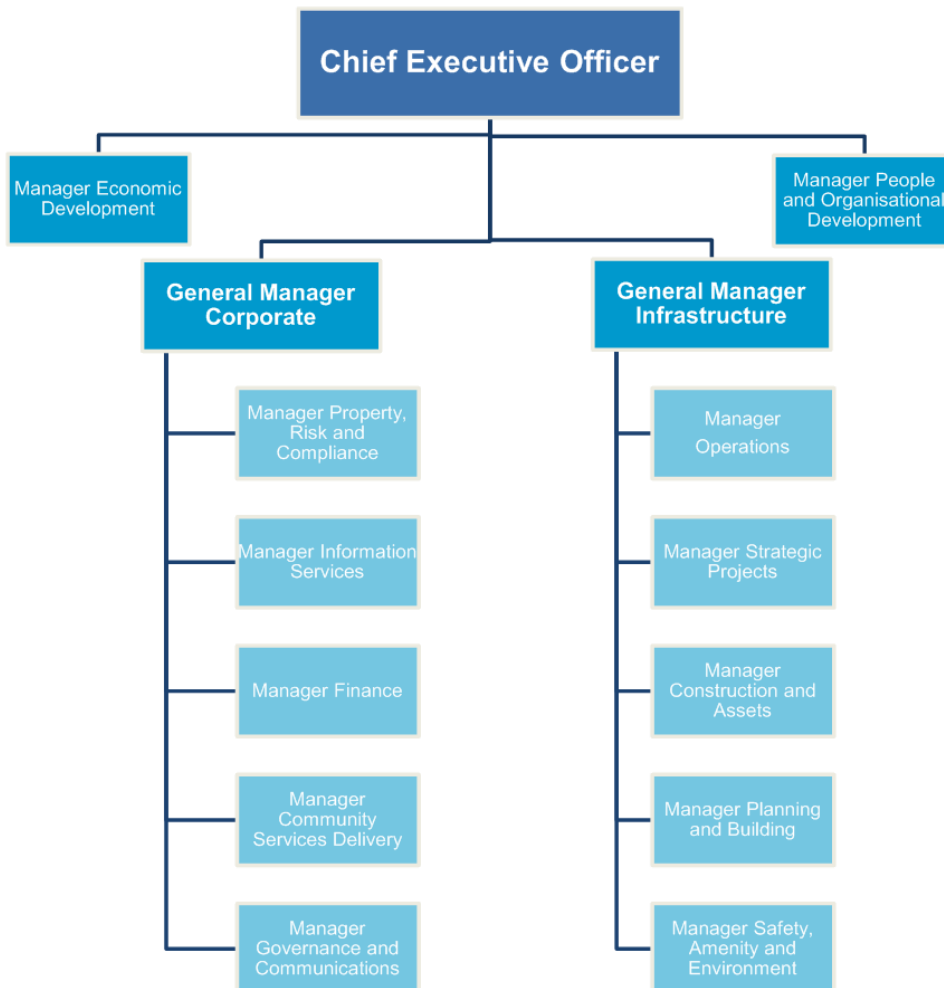 Chief Executive Officer
Manager Economic
Development
Manager People
and Organisational
Development
General Manager
Corporate
General Manager
Infrastructure
Manager Property,
Risk and
Compliance
Manager
Operations
Manager Information
Services
Manager Strategic
Projects
Manager Finance
Manager
Construction and
Assets
Manager
Community
Services Delivery
Manager Planning
and Building
Manager
Governance and
Communications
Manager Safety,
Amenity and
Environment